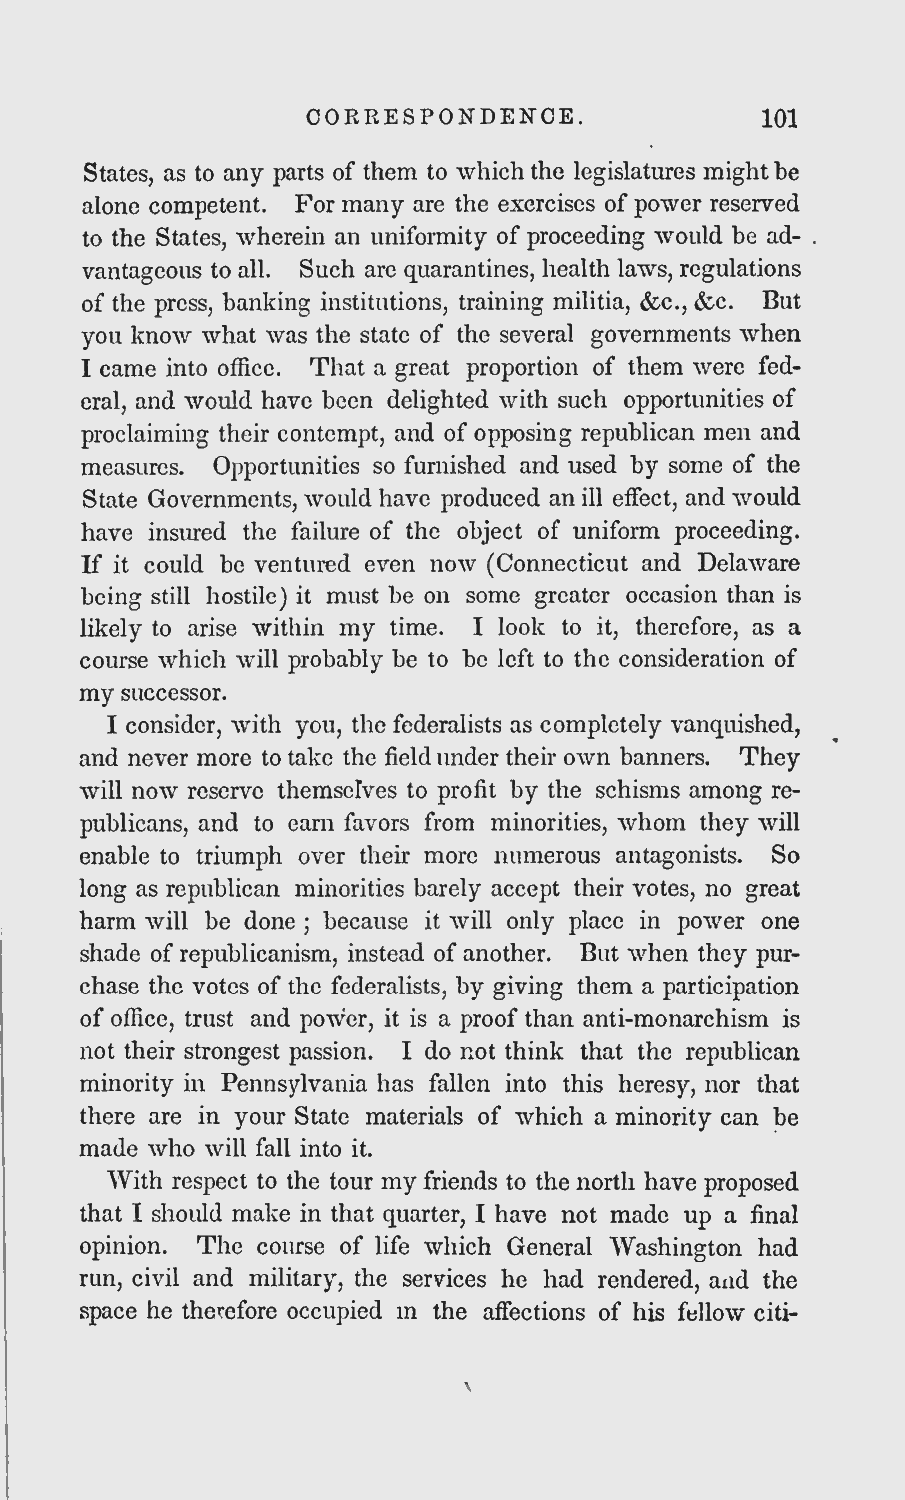 CORRESPONDENCE. 101
States, as to any parts of them to which the legislatures might be
alone competent. For many are the exercises of power reserved
to the States, wherein an uniformity of proceeding would be ad-
vantageous to all. Such are quarantines, health laws, regulations
of the press, banking institutions, training militia, &c., &c. But
you know what was the state of the several governments when
I came into office. That a great proportion of them were fed-
eral, and would have been delighted with such opportunities of
proclaiming their contempt, and of opposing republican men and
measures. Opportunities so furnished and used by some of the
State Governments, would have produced an ill effect, and would
have insured the failure of the object of uniform proceeding.
If it could be ventured even now (Connecticut and Delaware
being still hostile) it must be on some greater occasion than is
likely to arise within my time. I look to it, therefore, as a
course which will probably be to be left to the consideration of
my successor.
I consider, with you, the federalists as completely vanquished,
and never more to take the field under their own banners. They
will now reserve themselves to profit by the schisms among re-
publicans, and to earn favors from minorities, whom they will
enable to triumph over their more numerous antagonists. So
long as republican minorities barely accept their votes, no great
harm will be done ; because it will only place in power one
shade of republicanism, instead of another. But when they pur-
chase the votes of the federalists, by giving them a participation
of office, trust and power, it is a proof than anti-monarchism is
not their strongest passion. I do not think that the republican
minority in Pennsylvania has fallen into this heresy, nor that
there are in your State materials of which a minority can be
made who will fall into it.
With respect to the tour my friends to the north have proposed
that I should make in that quarter, I have not made up a final
opinion. The course of life which General Washington had
run, civil and military, the services he had rendered, and the
space he therefore occupied in the affections of his fellow citi-